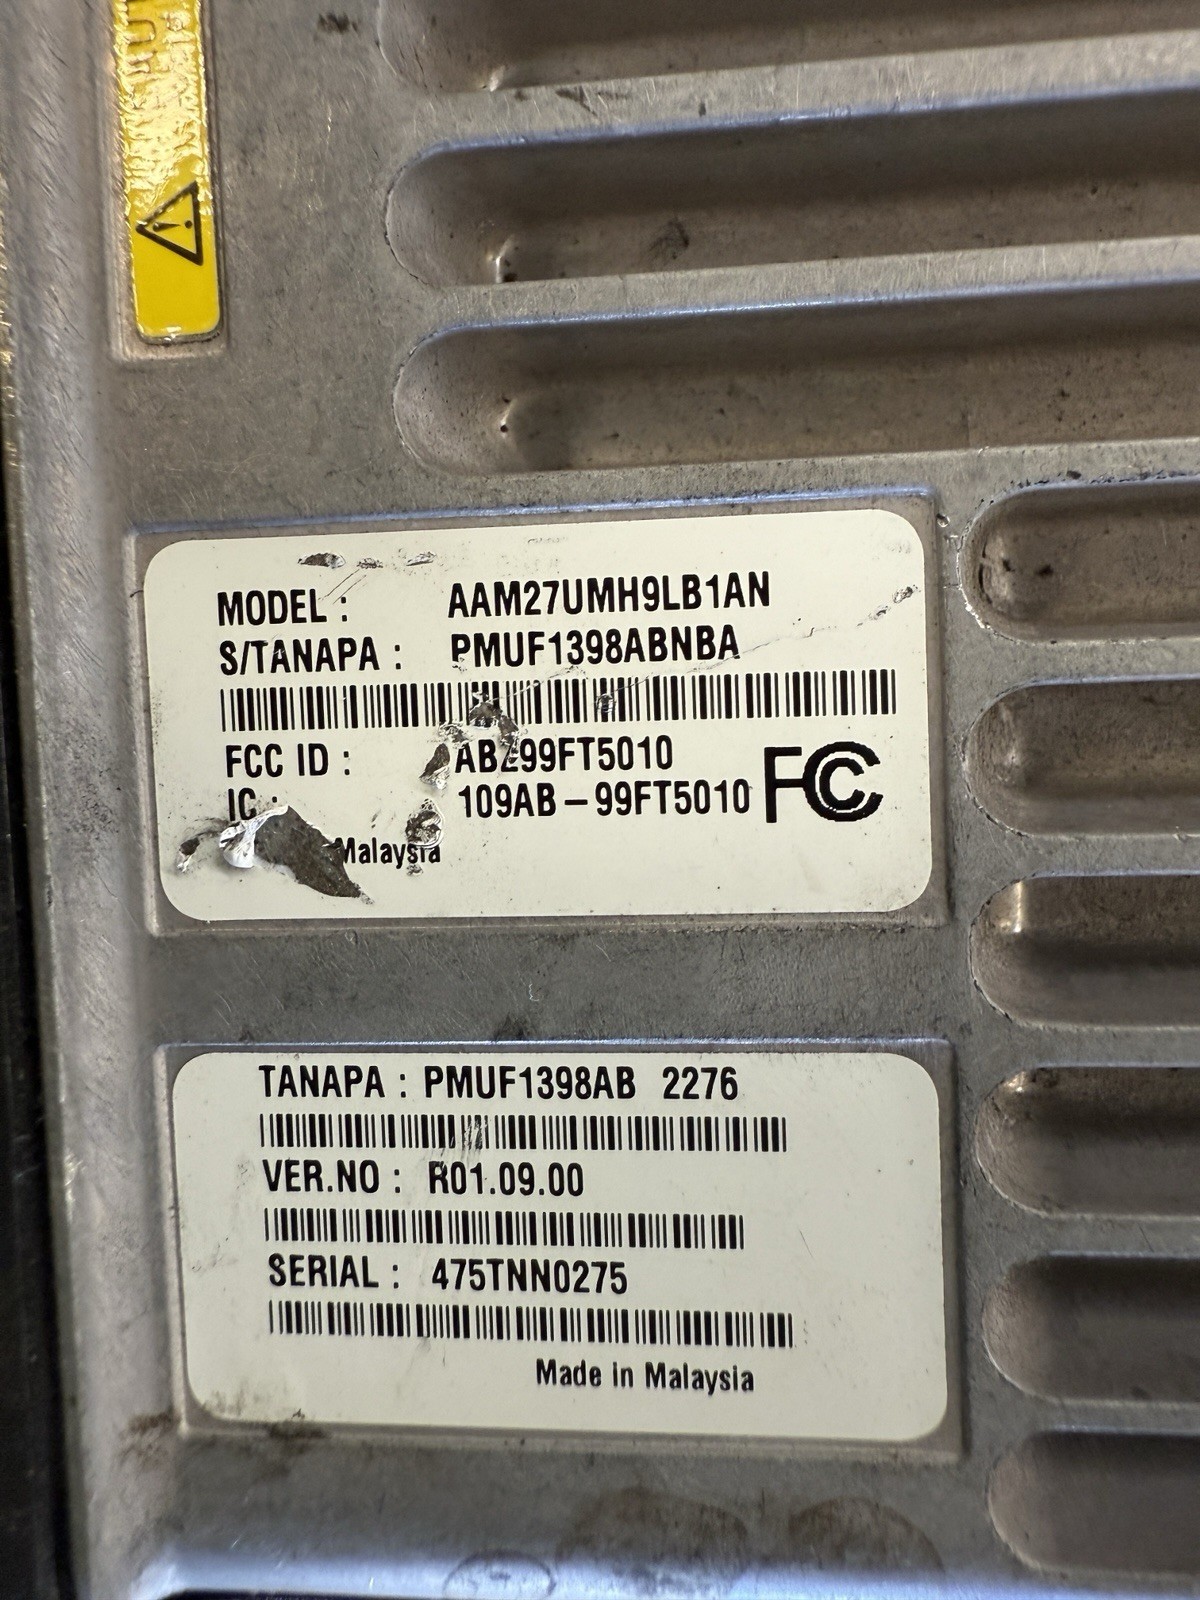 MODEL : AAM27UMH9LB1AN
S/TANAPA : PMUF1398ABNBA
FCC ID : ABZ99FT5010
IC : 109AB - 99FT5010
FC
Malaysia
TANAPA : PMUF1398AB 2276
VER.NO : R01.09.00
SERIAL : 475TNN0275
Made in Malaysia